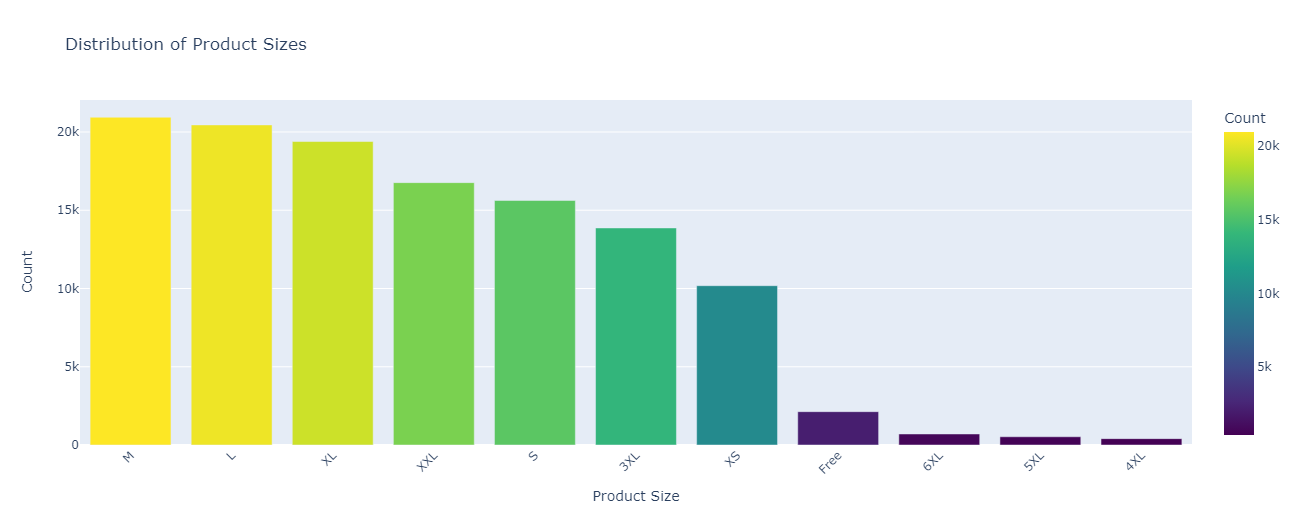 Distribution of Product Sizes
Count
20k
15k
10k
5k
0
M
L
XL
XXL
S
3XL
XS
Free
6XL
5XL
4XL
Product Size
Count
20k
15k
10k
5k